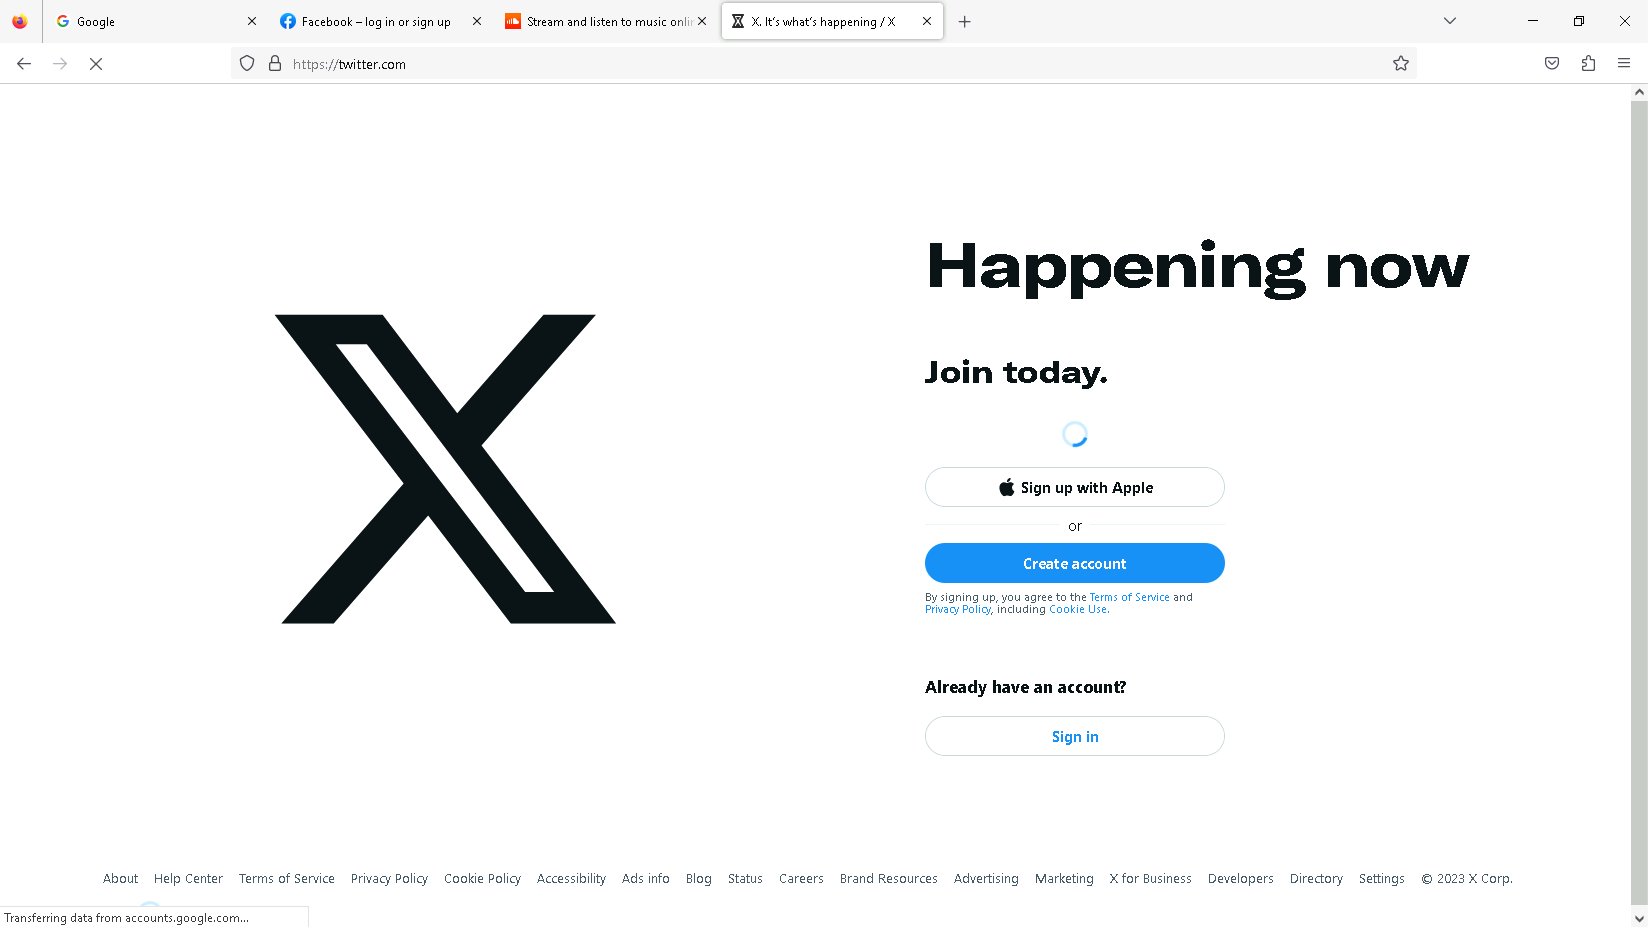 Google
Facebook – log in or sign up
Stream and listen to music onlin
X. It's what's happening / X
https://twitter.com
Happening now
Join today.
Sign up with Apple
or
Create account
By signing up, you agree to the Terms of Service and
Privacy Policy, including Cookie Use.
Already have an account?
Sign in
About Help Center Terms of Service Privacy Policy Cookie Policy Accessibility Ads info Blog Status Careers Brand Resources Advertising Marketing X for Business Developers Directory Settings © 2023 X Corp.
Transferring data from accounts.google.com...